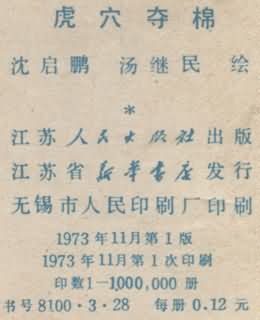 虎穴夺棉
沈启鹏 汤继民 绘
*
江苏人民出版社出版
江苏省新华书店发行
无锡市人民印刷厂印刷
1973年11月第1版
1973年11月第1次印刷
印数1—1,000,000册
书号8100·3·28 每册0.12元